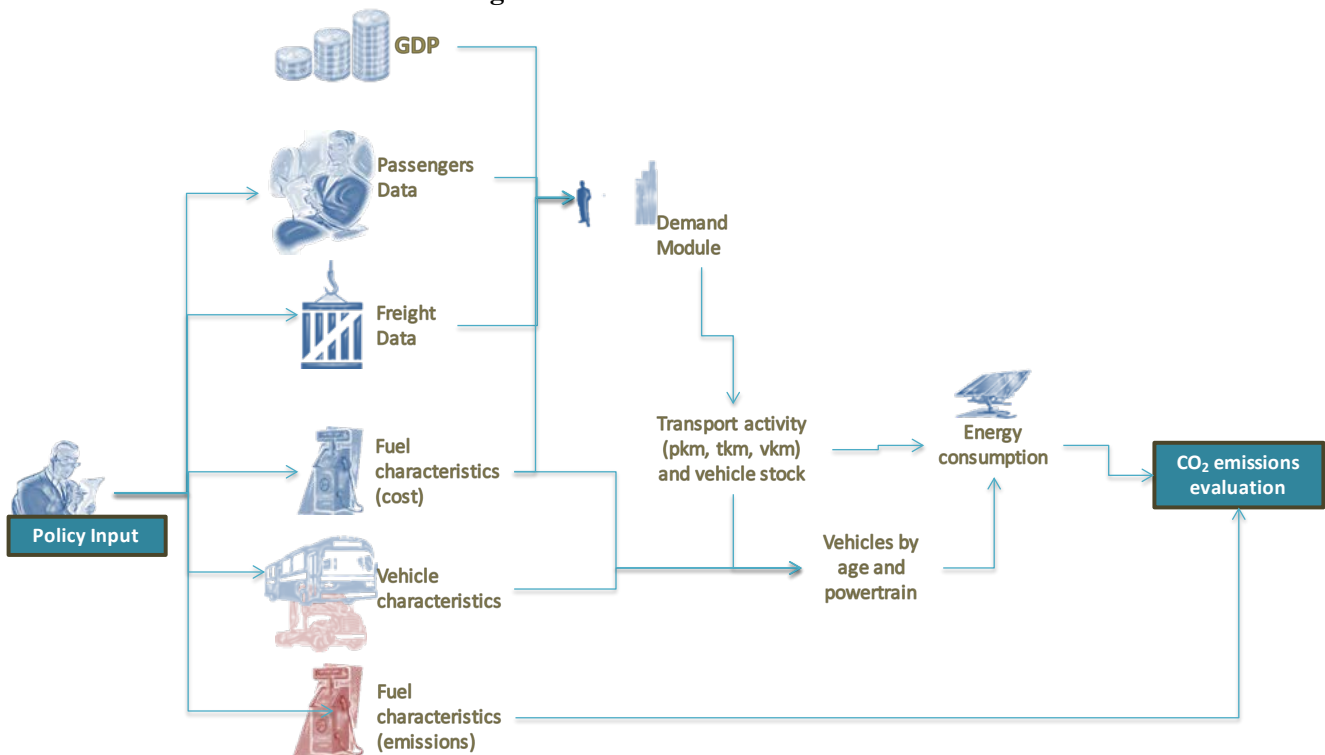 GDP
Passengers
Data
Demand
Module
Freight
Data
Fuel
characteristics
(cost)
Transport activity
(pkm, tkm, vkm)
and vehicle stock
Energy
consumption
CO₂ emissions
evaluation
Policy Input
Vehicle
characteristics
Vehicles by
age and
powertrain
Fuel
characteristics
(emissions)